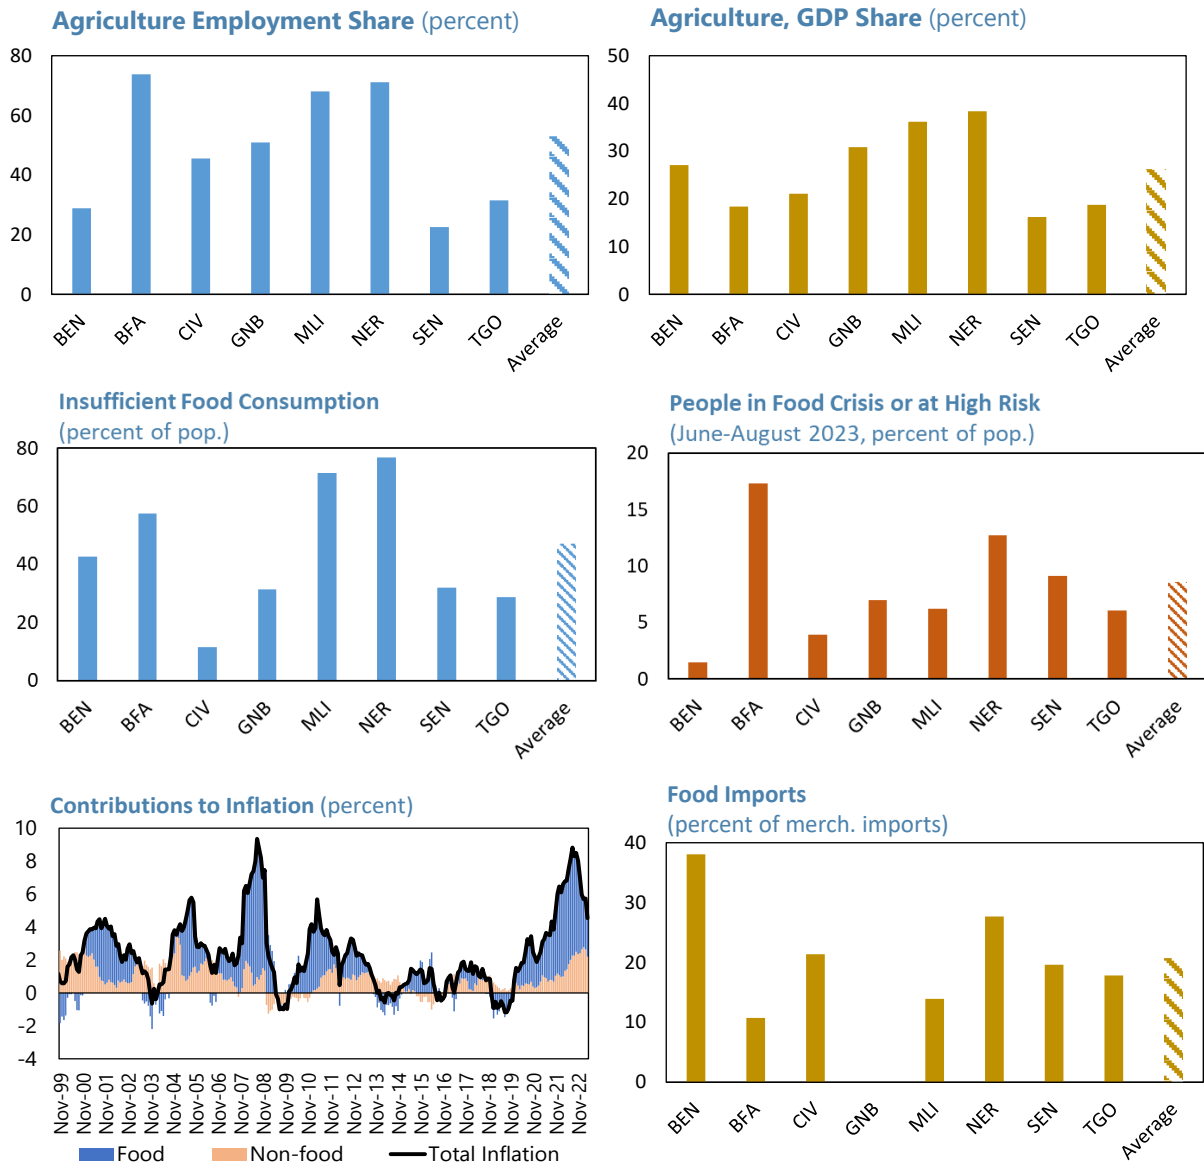 Agriculture Employment Share (percent)
80
60
40
20
0
BEN
BFA
CIV
GNB
MLI
NER
SEN
TGO
Average
Agriculture, GDP Share (percent)
50
40
30
20
10
0
BEN
BFA
CIV
GNB
MLI
NER
SEN
TGO
Average
Insufficient Food Consumption
(percent of pop.)
80
60
40
20
0
BEN
BFA
CIV
GNB
MLI
NER
SEN
TGO
Average
People in Food Crisis or at High Risk
(June-August 2023, percent of pop.)
20
15
10
5
0
BEN
BFA
CIV
GNB
MLI
NER
SEN
TGO
Average
Contributions to Inflation (percent)
10
8
6
4
2
0
-2
-4
Nov-99
Nov-00
Nov-01
Nov-02
Nov-03
Nov-04
Nov-05
Nov-06
Nov-07
Nov-08
Nov-09
Nov-10
Nov-11
Nov-12
Nov-13
Nov-14
Nov-15
Nov-16
Nov-17
Nov-18
Nov-19
Nov-20
Nov-21
Nov-22
Food
Non-food
Total Inflation
Food Imports
(percent of merch. imports)
40
30
20
10
0
BEN
BFA
CIV
GNB
MLI
NER
SEN
TGO
Average